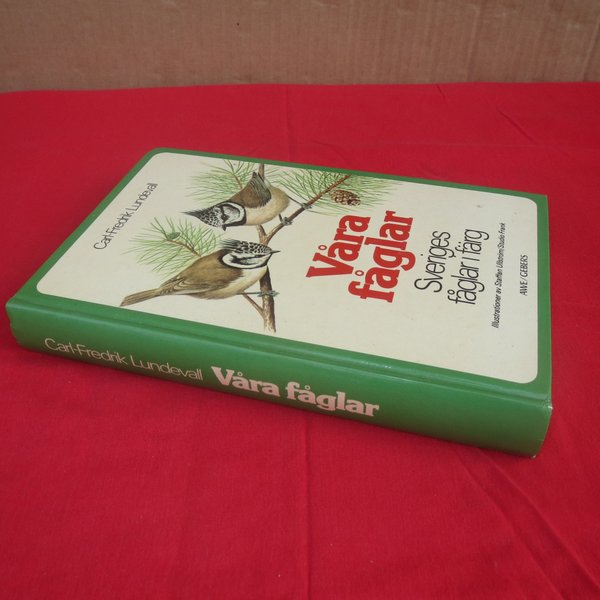 Carl-Fredrik Lundevall
Våra
fåglar
Sveriges
fåglar i färg
Illustrationer av Staffan Ullström/Studio Frank
AWE/GEBERS
Carl-Fredrik Lundevall Våra fåglar